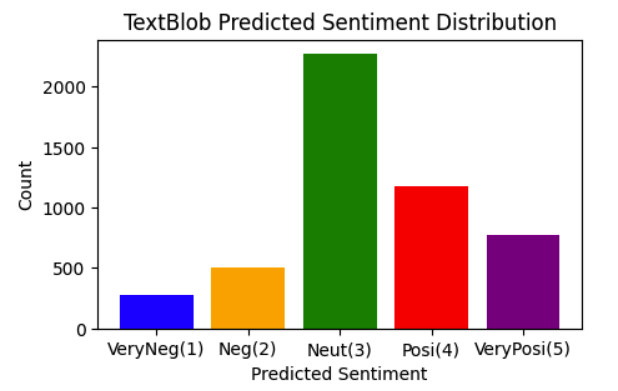 TextBlob Predicted Sentiment Distribution
2000
1500
1000
500
0
Count
VeryNeg(1) Neg(2) Neut(3) Posi(4) VeryPosi(5)
Predicted Sentiment